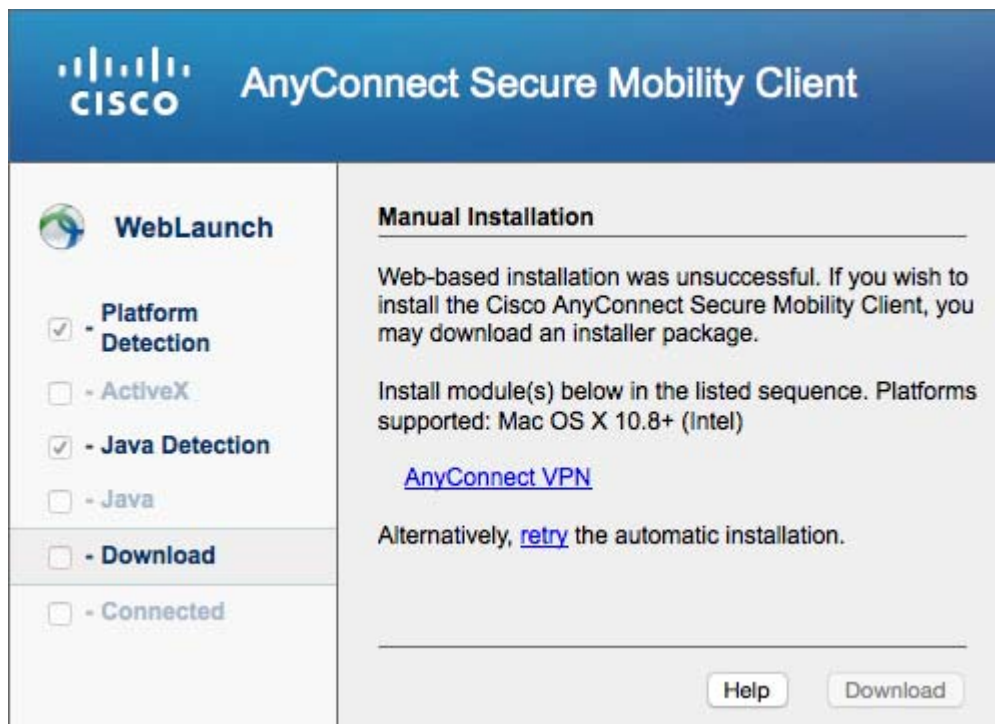 CISCO
AnyConnect Secure Mobility Client
WebLaunch
- Platform
Detection
- ActiveX
- Java Detection
- Java
- Download
- Connected
Manual Installation
Web-based installation was unsuccessful. If you wish to
install the Cisco AnyConnect Secure Mobility Client, you
may download an installer package.
Install module(s) below in the listed sequence. Platforms
supported: Mac OS X 10.8+ (Intel)
AnyConnect VPN
Alternatively, retry the automatic installation.
Help
Download